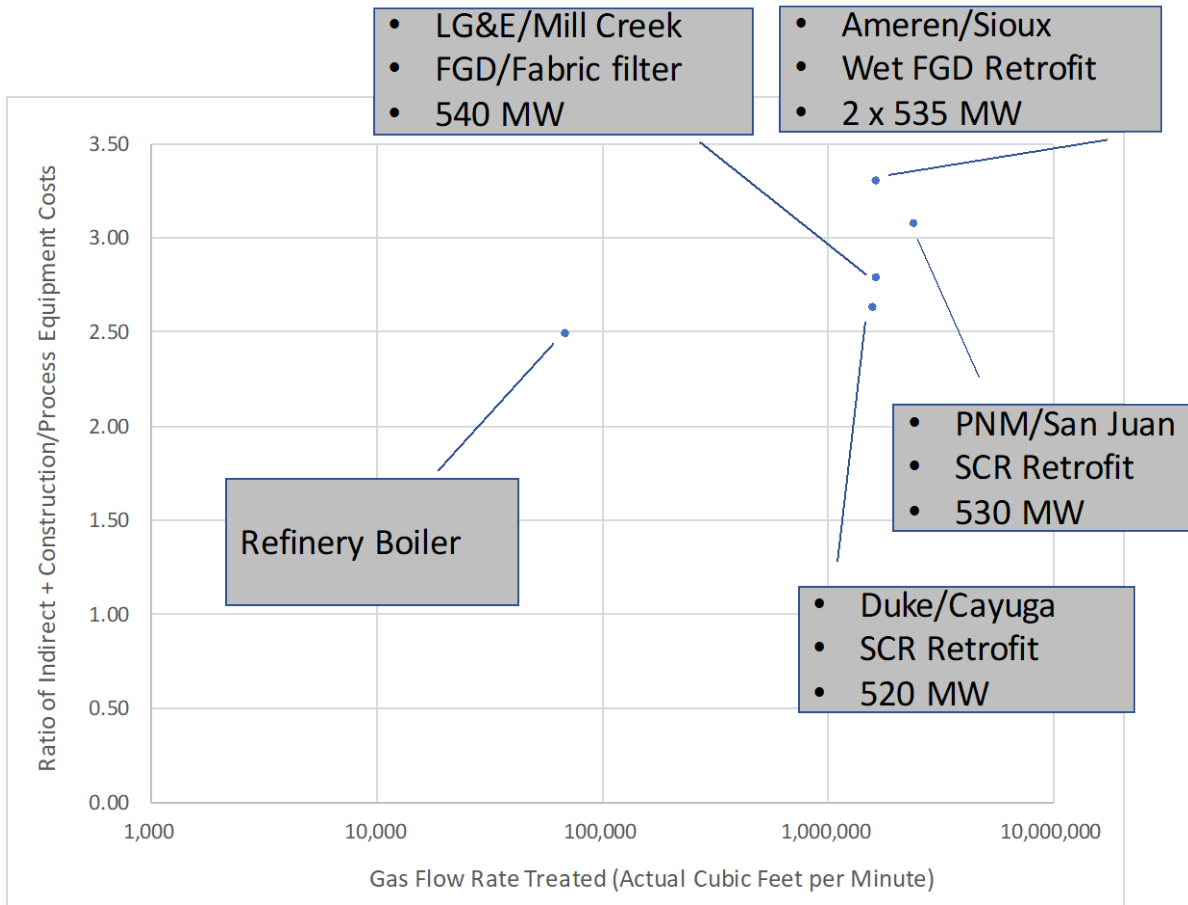 • LG&E/Mill Creek
• FGD/Fabric filter
• 540 MW
• Ameren/Sioux
• Wet FGD Retrofit
• 2 x 535 MW
Ratio of Indirect + Construction/Process Equipment Costs
3.50
3.00
2.50
2.00
1.50
1.00
0.50
0.00
Refinery Boiler
• PNM/San Juan
• SCR Retrofit
• 530 MW
• Duke/Cayuga
• SCR Retrofit
• 520 MW
1,000
10,000
100,000
1,000,000
10,000,000
Gas Flow Rate Treated (Actual Cubic Feet per Minute)